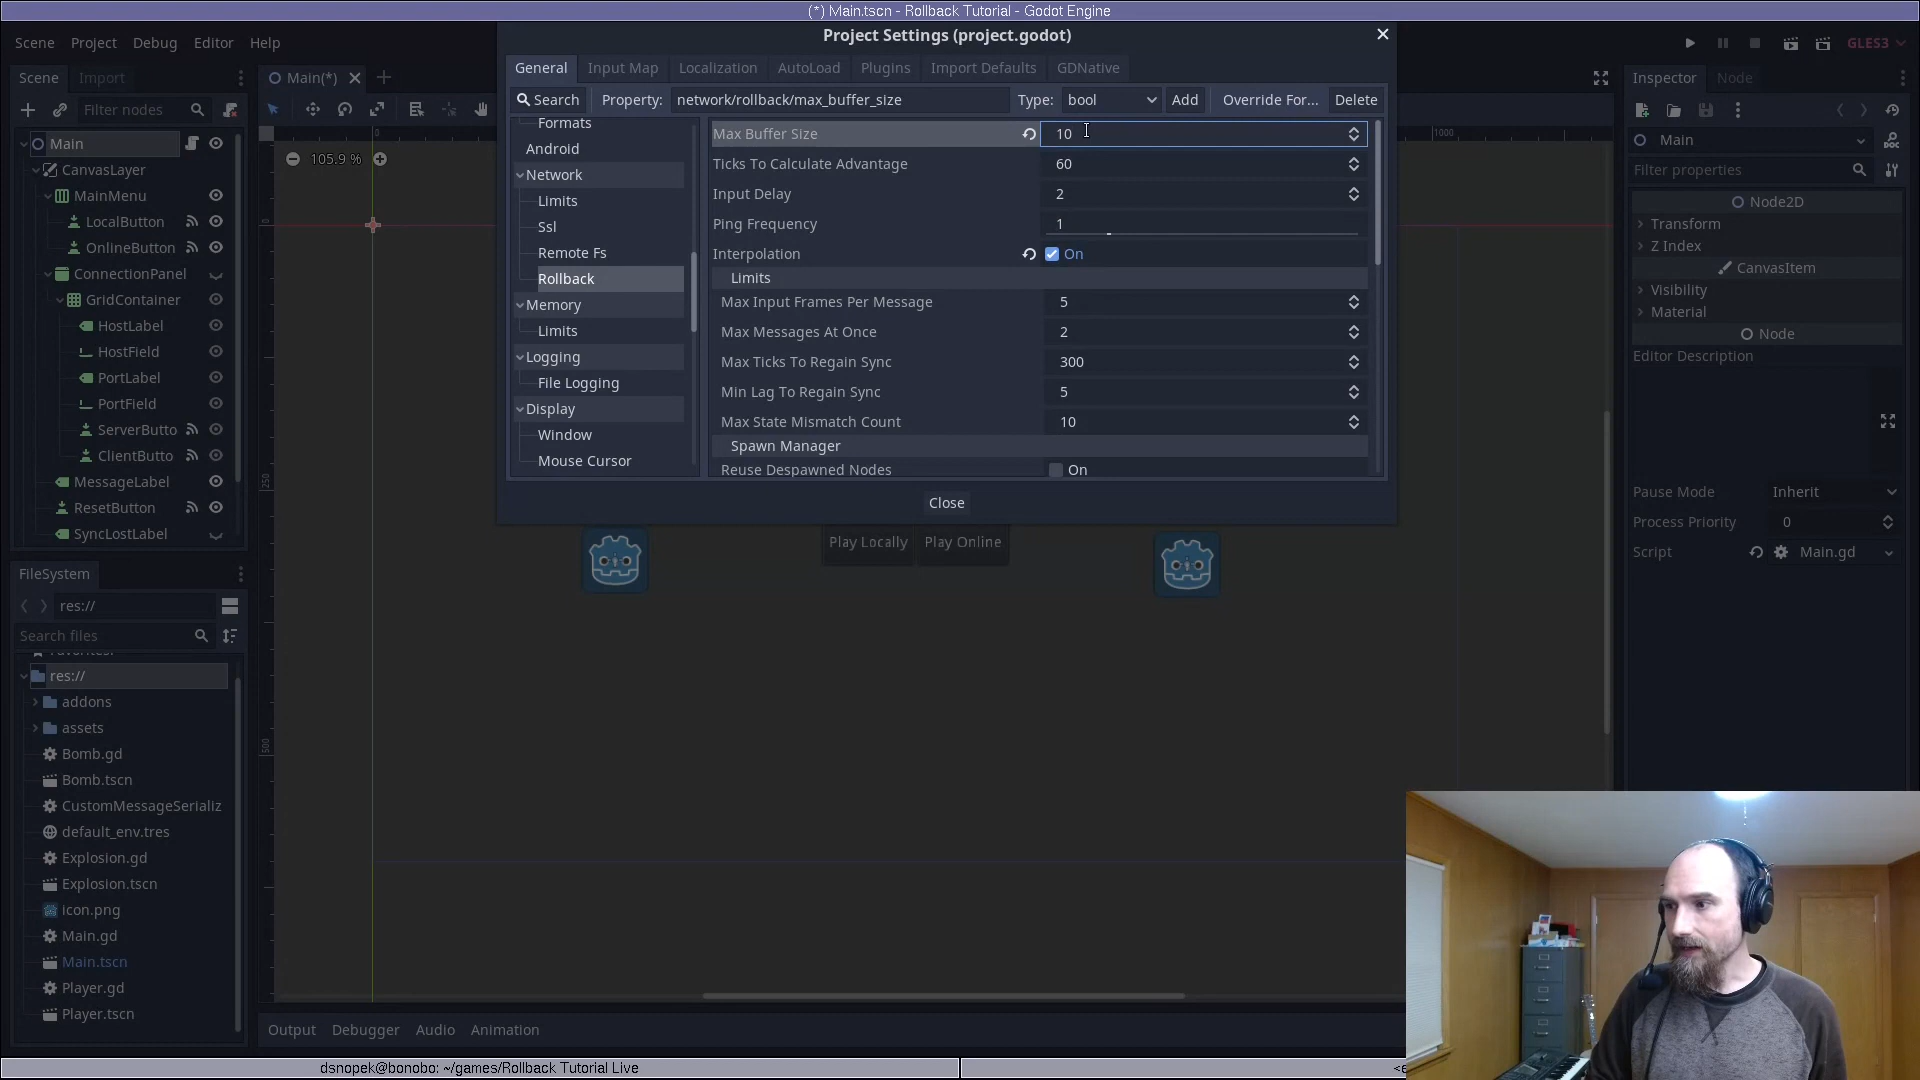 (*) Main.tscn - Rollback Tutorial - Godot Engine
Scene Project Debug Editor Help
GLES3
Scene Import
Filter nodes
Main
CanvasLayer
MainMenu
LocalButton
OnlineButton
ConnectionPanel
GridContainer
HostLabel
HostField
PortLabel
PortField
ServerButto
ClientButto
MessageLabel
ResetButton
SyncLostLabel
FileSystem
res://
Search files
res://
addons
assets
Bomb.gd
Bomb.tscn
CustomMessageSerializ
default_env.tres
Explosion.gd
Explosion.tscn
icon.png
Main.gd
Main.tscn
Player.gd
Player.tscn
Main(*)
0
1000
105.9 %
0
250
500
Project Settings (project.godot)
General Input Map Localization AutoLoad Plugins Import Defaults GDNative
Search Property: network/rollback/max_buffer_size Type: bool Add Override For... Delete
Formats
Android
Network
Limits
Ssl
Remote Fs
Rollback
Memory
Limits
Logging
File Logging
Display
Window
Mouse Cursor
Max Buffer Size 10
Ticks To Calculate Advantage 60
Input Delay 2
Ping Frequency 1
Interpolation On
Limits
Max Input Frames Per Message 5
Max Messages At Once 2
Max Ticks To Regain Sync 300
Min Lag To Regain Sync 5
Max State Mismatch Count 10
Spawn Manager
Reuse Despawned Nodes On
Close
Play Locally Play Online
Inspector Node
Main
Filter properties
Node2D
Transform
Z Index
CanvasItem
Visibility
Material
Node
Editor Description
Pause Mode Inherit
Process Priority 0
Script Main.gd
Output Debugger Audio Animation
dsnopek@bonobo: ~/games/Rollback Tutorial Live